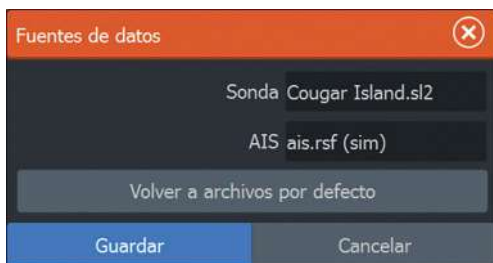 Fuentes de datos
Sonda Cougar Island.sl2
AIS ais.rsf (sim)
Volver a archivos por defecto
Guardar Cancelar